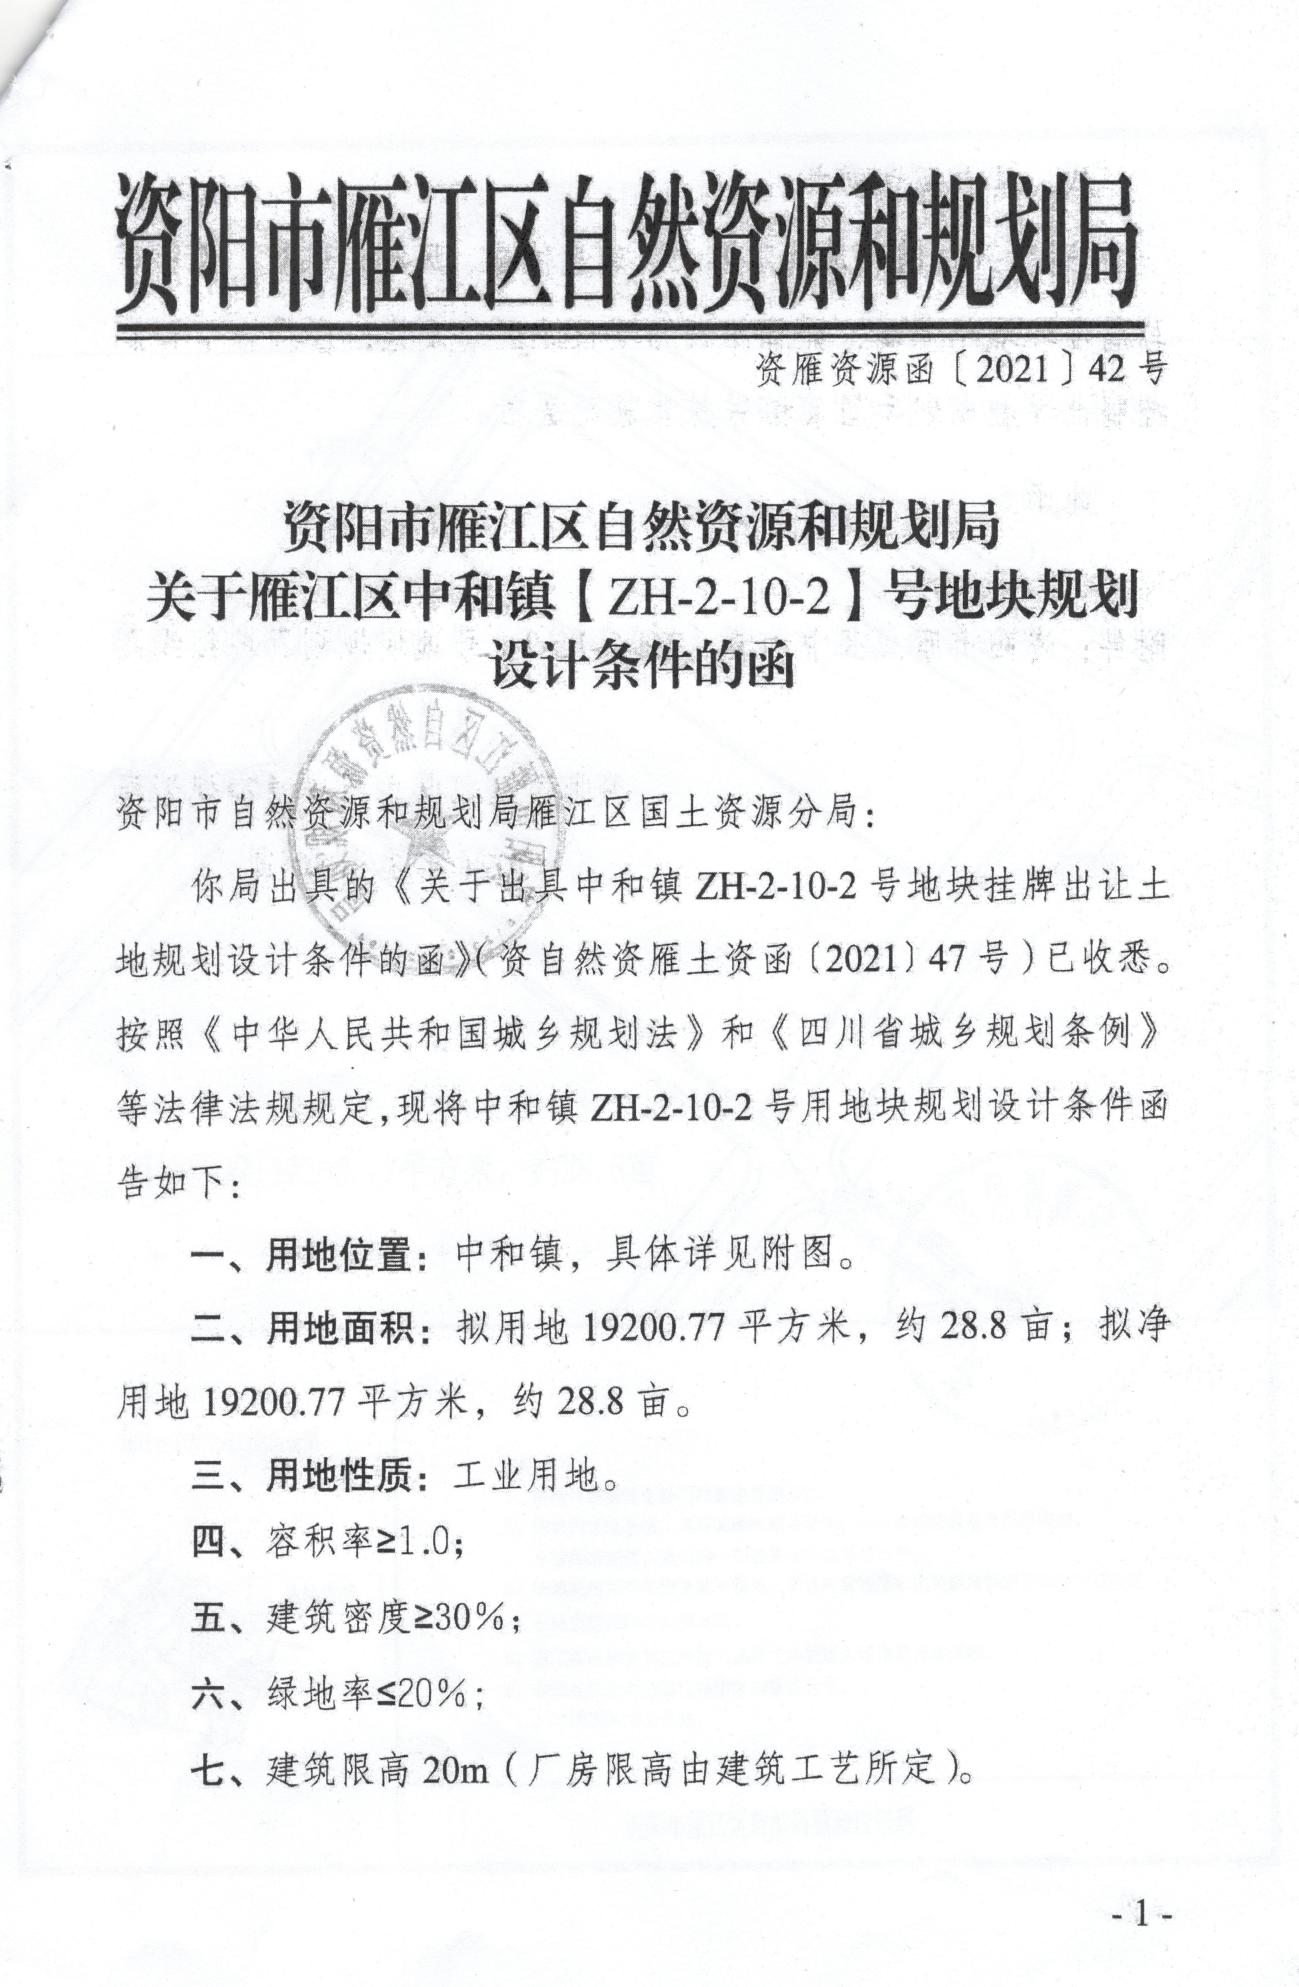 资阳市雁江区自然资源和规划局
资雁资源函〔2021〕42号
资阳市雁江区自然资源和规划局
关于雁江区中和镇【ZH-2-10-2】号地块规划
设计条件的函
资阳市自然资源和规划局雁江区国土资源分局：
你局出具的《关于出具中和镇ZH-2-10-2号地块挂牌出让土
地规划设计条件的函》（资自然资雁土资函〔2021〕47号）已收悉。
按照《中华人民共和国城乡规划法》和《四川省城乡规划条例》
等法律法规规定，现将中和镇ZH-2-10-2号用地块规划设计条件函
告如下：
一、用地位置：中和镇，具体详见附图。
二、用地面积：拟用地19200.77平方米，约28.8亩；拟净
用地19200.77平方米，约28.8亩。
三、用地性质：工业用地。
四、容积率≥1.0；
五、建筑密度≥30%；
六、绿地率≤20%；
七、建筑限高20m（厂房限高由建筑工艺所定）。
- 1 -